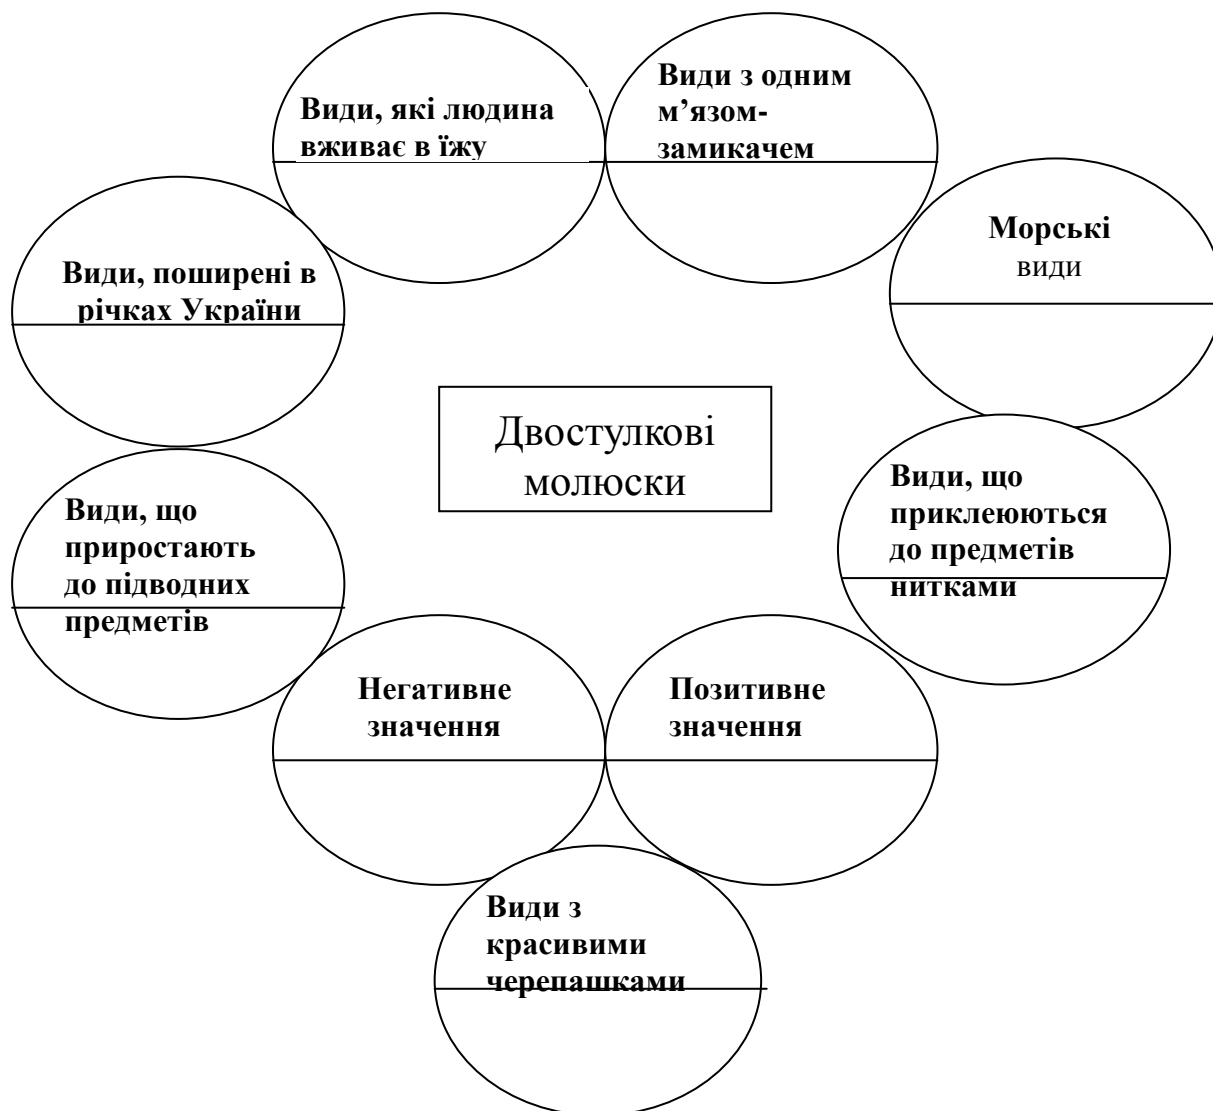 Види, які людина
вживає в їжу
Види з одним
м’язом-
замикачем
Морські
види
Види, поширені в
річках України
Двостулкові
молюски
Види, що
приклеюються
до предметів
нитками
Види, що
приростають
до підводних
предметів
Негативне
значення
Позитивне
значення
Види з
красивими
черепашками